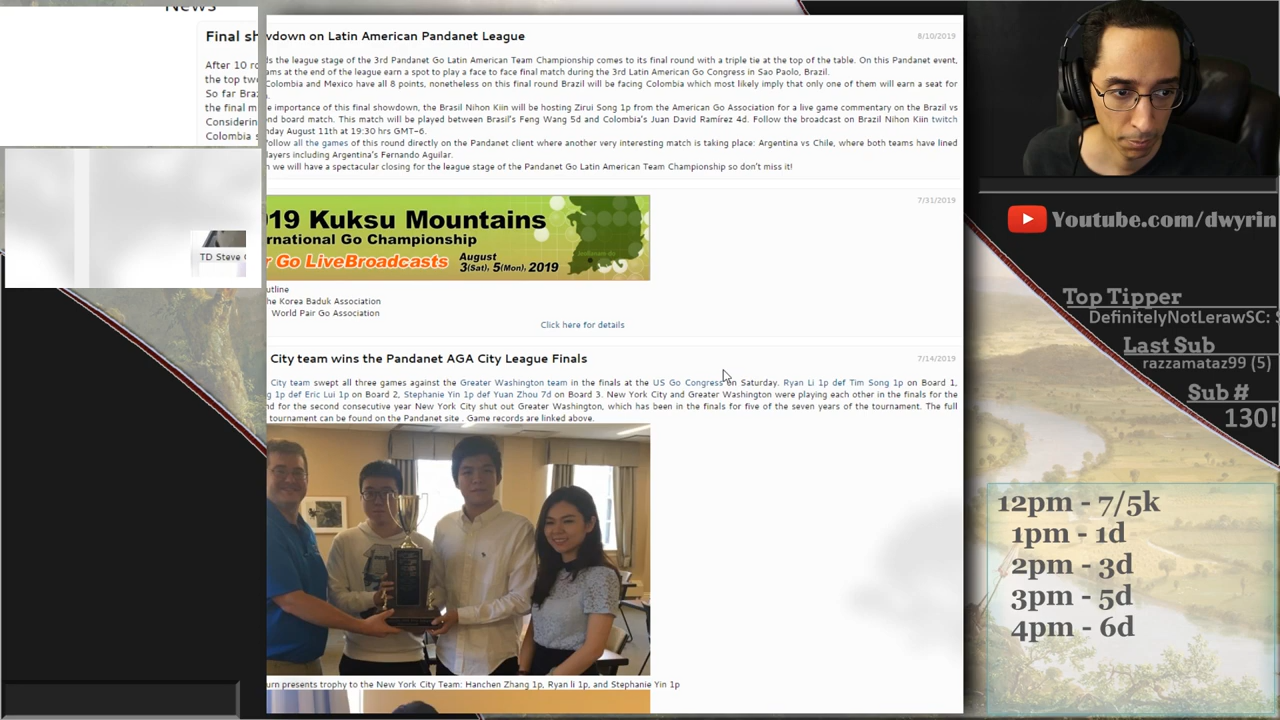 News
Final sh
After 10 ro
the top two
So far Braz
the final m
Considerin
Colombia s
TD Steve
wdown on Latin American Pandanet League
8/10/2019
ds the league stage of the 3rd Pandanet Go Latin American Team Championship comes to its final round with a triple tie at the top of the table. On this Pandanet event,
ams at the end of the league earn a spot to play a face to face final match during the 3rd Latin American Go Congress in Sao Paolo, Brazil.
Colombia and Mexico have all 8 points, nonetheless on this final round Brazil will be facing Colombia which most likely imply that only one of them will earn a seat for
e importance of this final showdown, the Brasil Nihon Kiin will be hosting Zirui Song 1p from the American Go Association for a live game commentary on the Brazil vs
nd board match. This match will be played between Brasil's Feng Wang 5d and Colombia's Juan David Ramírez 4d. Follow the broadcast on Brazil Nihon Kiin twitch
nday August 11th at 19:30 hrs GMT-6.
follow all the games of this round directly on the Pandanet client where another very interesting match is taking place: Argentina vs Chile, where both teams have lined
layers including Argentina's Fernando Aguilar.
n we will have a spectacular closing for the league stage of the Pandanet Go Latin American Team Championship so don't miss it!
7/31/2019
19 Kuksu Mountains
rnational Go Championship
r Go LiveBroadcasts August 3(Sat), 5(Mon), 2019
utline
he Korea Baduk Association
World Pair Go Association
Click here for details
City team wins the Pandanet AGA City League Finals
7/14/2019
City team swept all three games against the Greater Washington team in the finals at the US Go Congress on Saturday. Ryan Li 1p def Tim Song 1p on Board 1,
g 1p def Eric Lui 1p on Board 2, Stephanie Yin 1p def Yuan Zhou 7d on Board 3. New York City and Greater Washington were playing each other in the finals for the
nd for the second consecutive year New York City shut out Greater Washington, which has been in the finals for five of the seven years of the tournament. The full
tournament can be found on the Pandanet site . Game records are linked above.
urn presents trophy to the New York City Team: Hanchen Zhang 1p, Ryan li 1p, and Stephanie Yin 1p
Youtube.com/dwyrin
Top Tipper
DefinitelyNotLerawSC: S
Last Sub
razzamataz99 (5)
Sub #
130!
12pm - 7/5k
1pm - 1d
2pm - 3d
3pm - 5d
4pm - 6d